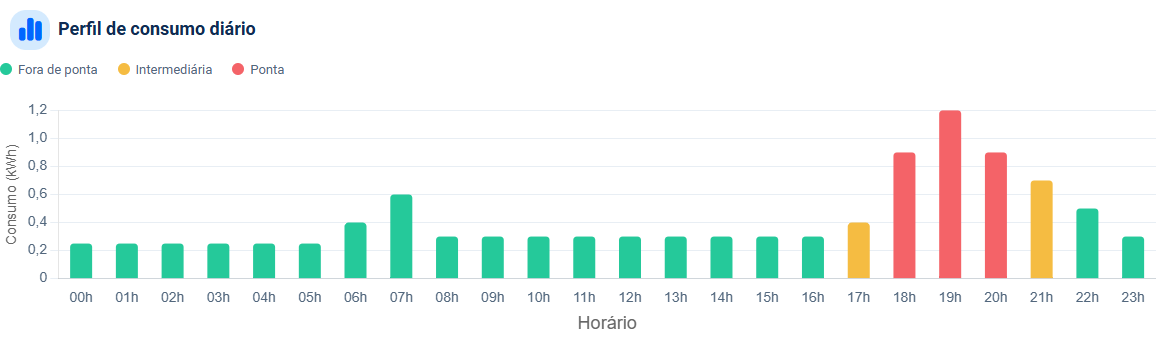 Perfil de consumo diário
Fora de ponta Intermediária Ponta
Consumo (kWh)
1,2
1,0
0,8
0,6
0,4
0,2
0
00h 01h 02h 03h 04h 05h 06h 07h 08h 09h 10h 11h 12h 13h 14h 15h 16h 17h 18h 19h 20h 21h 22h 23h
Horário